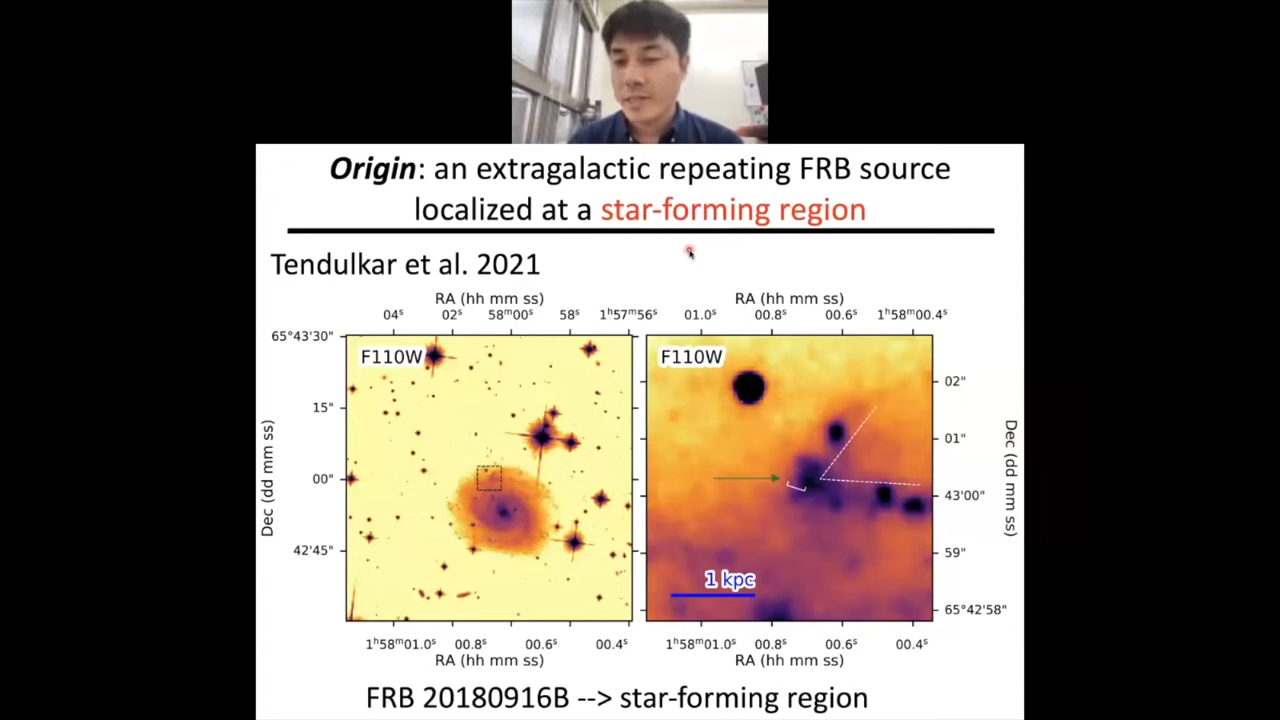 Origin: an extragalactic repeating FRB source
localized at a star-forming region
Tendulkar et al. 2021
RA (hh mm ss)
04ˢ 02ˢ 58ᵐ00ˢ 58ˢ 1ʰ57ᵐ56ˢ
65°43'30"
15"
00"
42'45"
Dec (dd mm ss)
F110W
1ʰ58ᵐ01.0ˢ 00.8ˢ 00.6ˢ 00.4ˢ
RA (hh mm ss)
RA (hh mm ss)
01.0ˢ 00.8ˢ 00.6ˢ 1ʰ58ᵐ00.4ˢ
F110W
02"
01"
43'00"
59"
65°42'58"
Dec (dd mm ss)
1 kpc
1ʰ58ᵐ01.0ˢ 00.8ˢ 00.6ˢ 00.4ˢ
RA (hh mm ss)
FRB 20180916B --> star-forming region